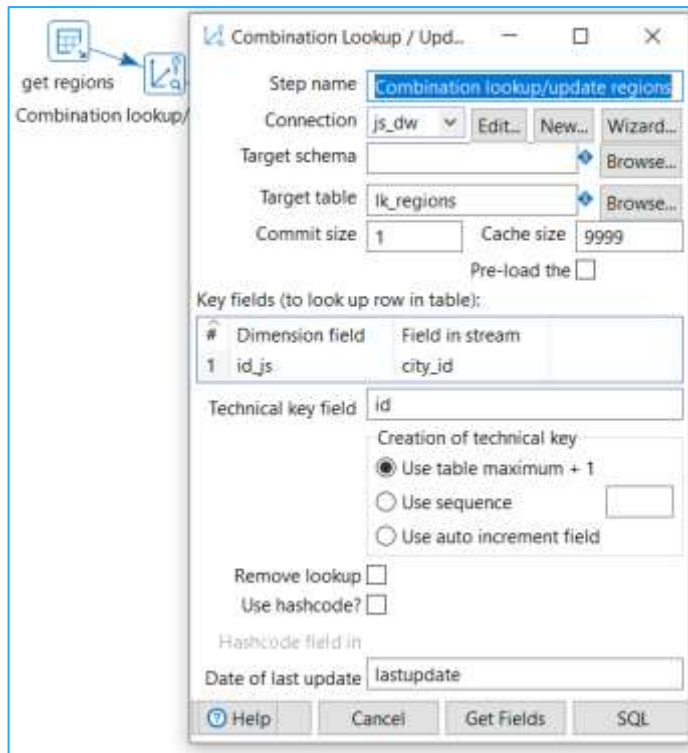 Combination Lookup / Upd...
get regions
Combination lookup/
Step name Combination lookup/update regions
Connection js_dw Edit... New... Wizard...
Target schema Browse...
Target table lk_regions Browse...
Commit size 1 Cache size 9999
Pre-load the
Key fields (to look up row in table):
# Dimension field Field in stream
1 id_js city_id
Technical key field id
Creation of technical key
Use table maximum + 1
Use sequence
Use auto increment field
Remove lookup
Use hashcode?
Hashcode field in
Date of last update lastupdate
Help Cancel Get Fields SQL